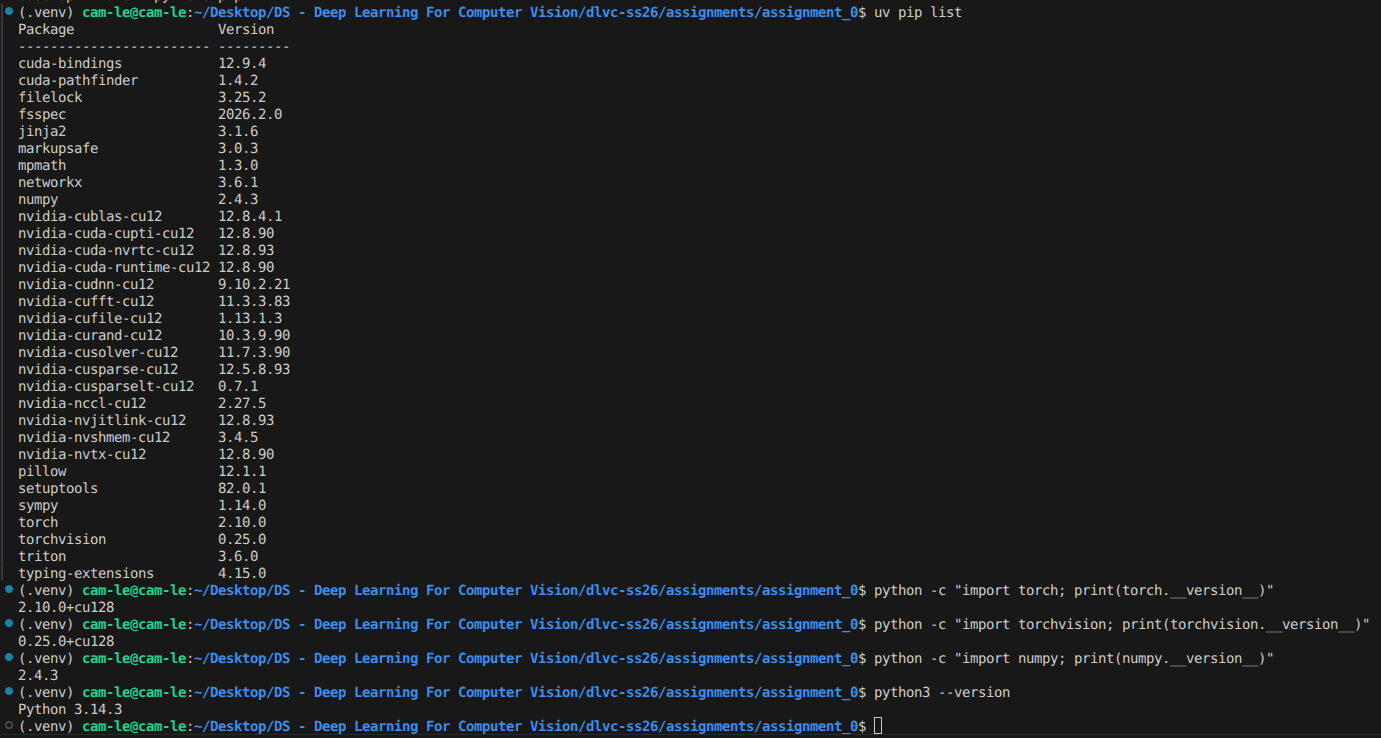 (.venv) cam-le@cam-le:~/Desktop/DS - Deep Learning For Computer Vision/dlvc-ss26/assignments/assignment_0$ uv pip list
Package                  Version
------------------------ ---------
cuda-bindings            12.9.4
cuda-pathfinder          1.4.2
filelock                 3.25.2
fsspec                   2026.2.0
jinja2                   3.1.6
markupsafe               3.0.3
mpmath                   1.3.0
networkx                 3.6.1
numpy                    2.4.3
nvidia-cublas-cu12       12.8.4.1
nvidia-cuda-cupti-cu12   12.8.90
nvidia-cuda-nvrtc-cu12   12.8.93
nvidia-cuda-runtime-cu12 12.8.90
nvidia-cudnn-cu12        9.10.2.21
nvidia-cufft-cu12        11.3.3.83
nvidia-cufile-cu12       1.13.1.3
nvidia-curand-cu12       10.3.9.90
nvidia-cusolver-cu12     11.7.3.90
nvidia-cusparse-cu12     12.5.8.93
nvidia-cusparselt-cu12   0.7.1
nvidia-nccl-cu12         2.27.5
nvidia-nvjitlink-cu12    12.8.93
nvidia-nvshmem-cu12      3.4.5
nvidia-nvtx-cu12         12.8.90
pillow                   12.1.1
setuptools               82.0.1
sympy                    1.14.0
torch                    2.10.0
torchvision              0.25.0
triton                   3.6.0
typing-extensions        4.15.0
(.venv) cam-le@cam-le:~/Desktop/DS - Deep Learning For Computer Vision/dlvc-ss26/assignments/assignment_0$ python -c "import torch; print(torch.__version__)"
2.10.0+cu128
(.venv) cam-le@cam-le:~/Desktop/DS - Deep Learning For Computer Vision/dlvc-ss26/assignments/assignment_0$ python -c "import torchvision; print(torchvision.__version__)"
0.25.0+cu128
(.venv) cam-le@cam-le:~/Desktop/DS - Deep Learning For Computer Vision/dlvc-ss26/assignments/assignment_0$ python -c "import numpy; print(numpy.__version__)"
2.4.3
(.venv) cam-le@cam-le:~/Desktop/DS - Deep Learning For Computer Vision/dlvc-ss26/assignments/assignment_0$ python3 --version
Python 3.14.3
(.venv) cam-le@cam-le:~/Desktop/DS - Deep Learning For Computer Vision/dlvc-ss26/assignments/assignment_0$